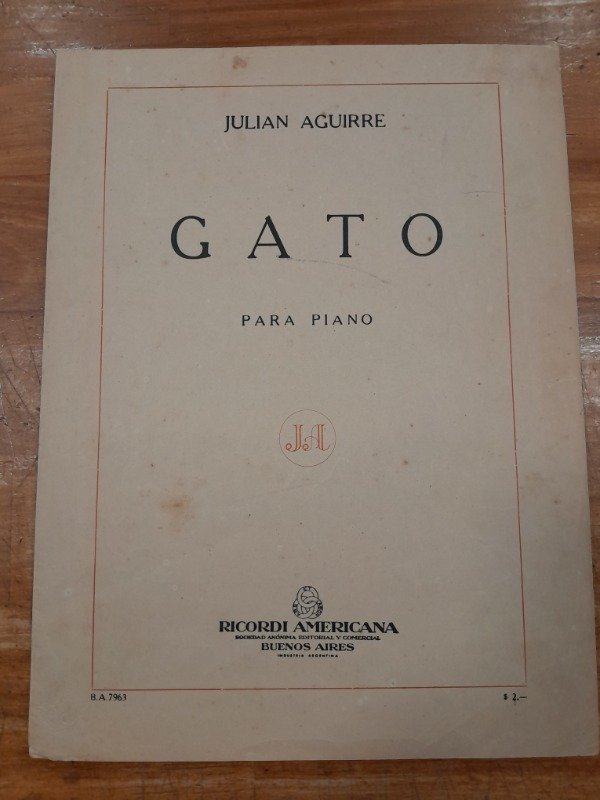 JULIAN AGUIRRE
GATO
PARA PIANO
JA
RICORDI AMERICANA
SOCIEDAD ANÓNIMA EDITORIAL Y COMERCIAL
BUENOS AIRES
INDUSTRIA ARGENTINA
B.A.7963
$ 2.—